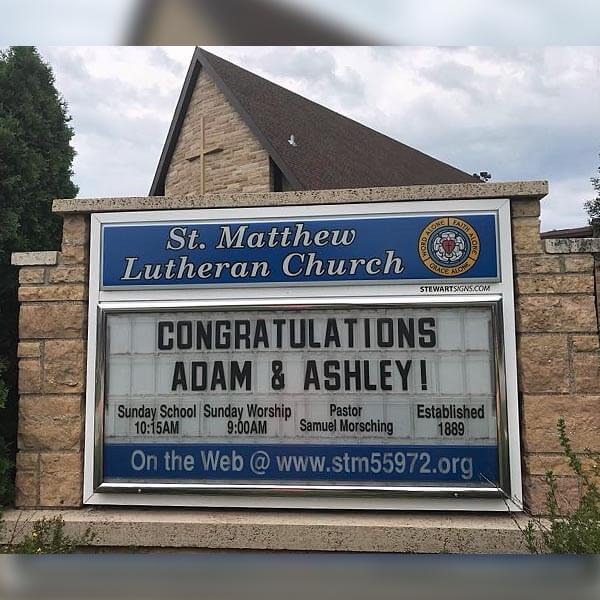 St. Matthew
Lutheran Church
WORD ALONE FAITH ALONE
GRACE ALONE
STEWARTSIGNS.COM
CONGRATULATIONS
ADAM & ASHLEY!
Sunday School Sunday Worship Pastor Established
10:15AM 9:00AM Samuel Morsching 1889
On the Web @ www.stm55972.org